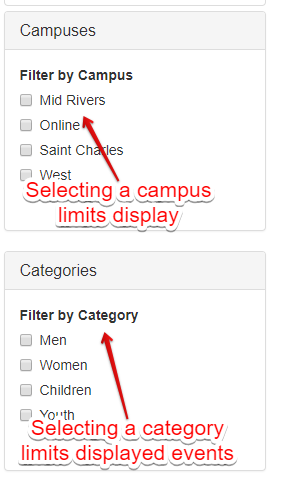 Campuses
Filter by Campus
Mid Rivers
Online
Saint Charles
West
Selecting a campus
limits display
Categories
Filter by Category
Men
Women
Children
Youth
Selecting a category
limits displayed events